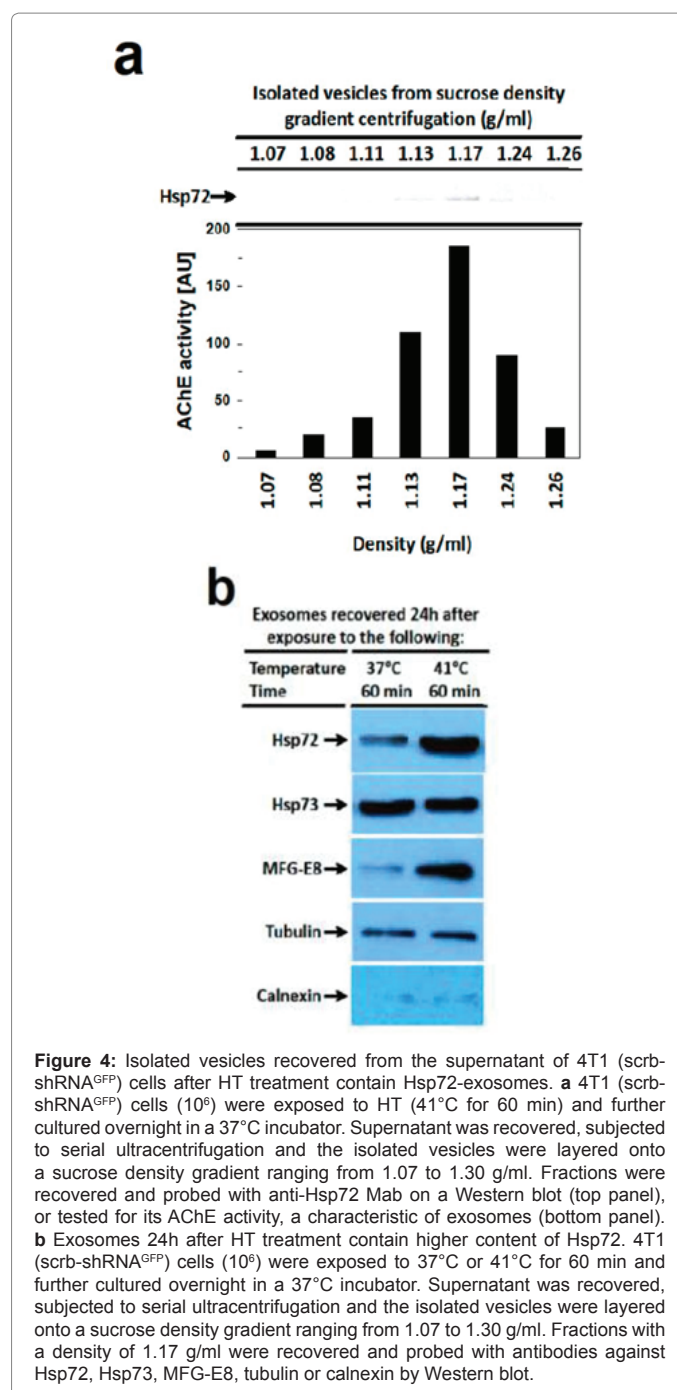 a
Isolated vesicles from sucrose density
gradient centrifugation (g/ml)
1.07 1.08 1.11 1.13 1.17 1.24 1.26
Hsp72
200
150
100
50
0
AChE activity [AU]
1.07 1.08 1.11 1.13 1.17 1.24 1.26
Density (g/ml)
b
Exosomes recovered 24h after
exposure to the following:
Temperature 37°C 41°C
Time 60 min 60 min
Hsp72
Hsp73
MFG-E8
Tubulin
Calnexin
Figure 4: Isolated vesicles recovered from the supernatant of 4T1 (scrb-
shRNA^GFP) cells after HT treatment contain Hsp72-exosomes. a 4T1 (scrb-
shRNA^GFP) cells (10⁶) were exposed to HT (41°C for 60 min) and further
cultured overnight in a 37°C incubator. Supernatant was recovered, subjected
to serial ultracentrifugation and the isolated vesicles were layered onto
a sucrose density gradient ranging from 1.07 to 1.30 g/ml. Fractions were
recovered and probed with anti-Hsp72 Mab on a Western blot (top panel),
or tested for its AChE activity, a characteristic of exosomes (bottom panel).
b Exosomes 24h after HT treatment contain higher content of Hsp72. 4T1
(scrb-shRNA^GFP) cells (10⁶) were exposed to 37°C or 41°C for 60 min and
further cultured overnight in a 37°C incubator. Supernatant was recovered,
subjected to serial ultracentrifugation and the isolated vesicles were layered
onto a sucrose density gradient ranging from 1.07 to 1.30 g/ml. Fractions with
a density of 1.17 g/ml were recovered and probed with antibodies against
Hsp72, Hsp73, MFG-E8, tubulin or calnexin by Western blot.